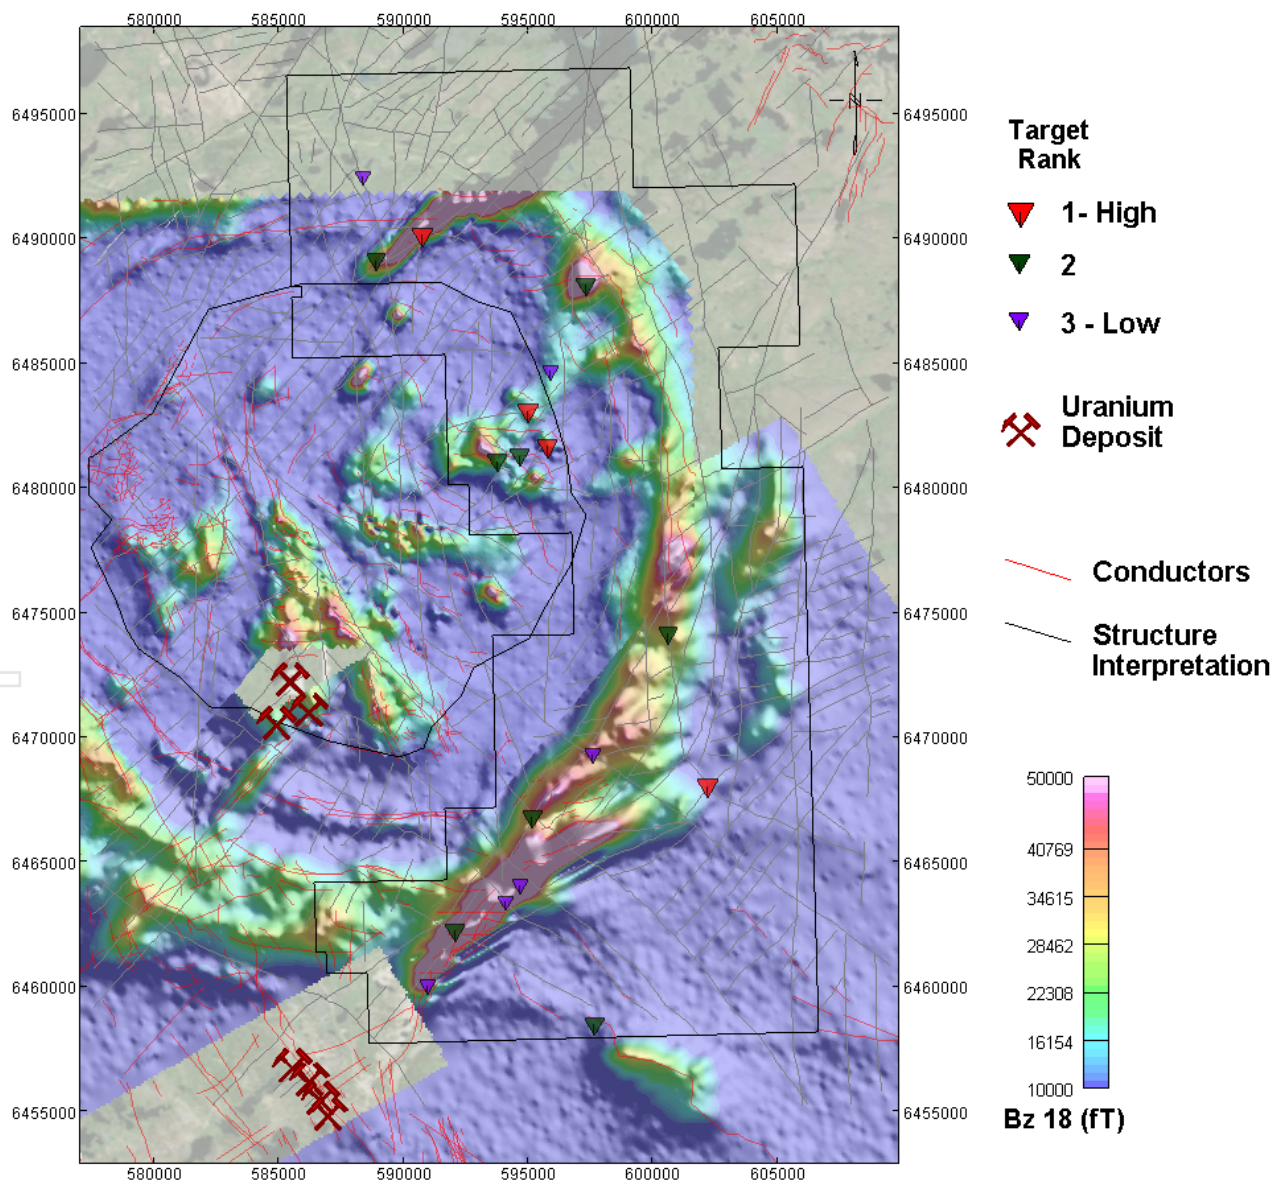 580000 585000 590000 595000 600000 605000
6495000 6495000
6490000 6490000
6485000 6485000
6480000 6480000
6475000 6475000
6470000 6470000
6465000 6465000
6460000 6460000
6455000 6455000
580000 585000 590000 595000 600000 605000
Target
Rank
1- High
2
3 - Low
Uranium
Deposit
Conductors
Structure
Interpretation
50000
40769
34615
28462
22308
16154
10000
Bz 18 (fT)